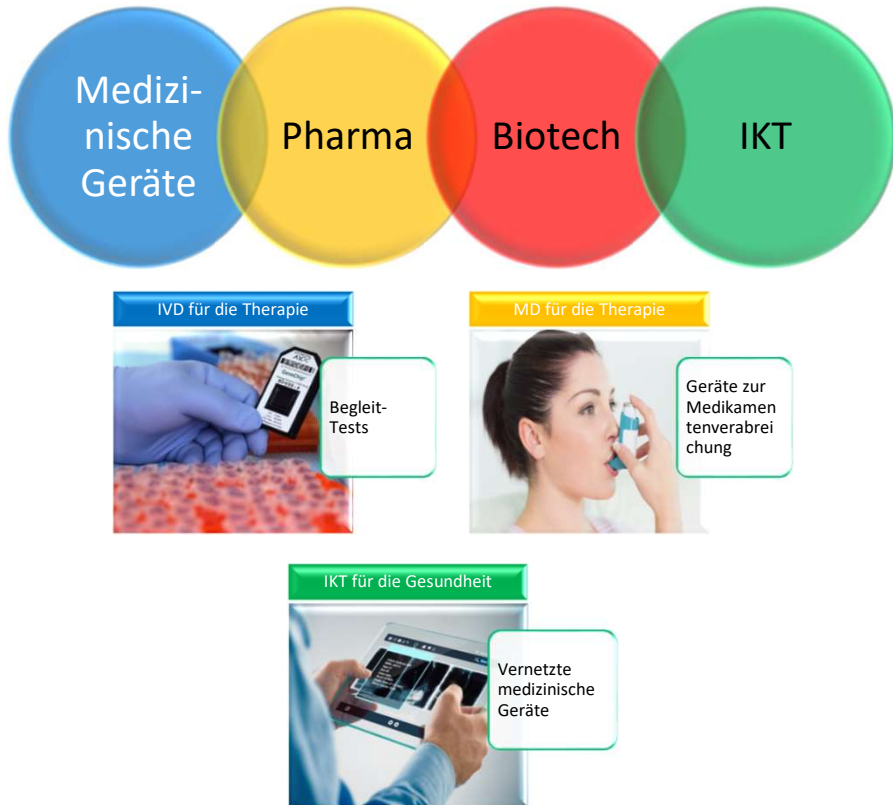 Medizi-
nische
Geräte
Pharma
Biotech
IKT
IVD für die Therapie
MD für die Therapie
GeneChip
Begleit-
Tests
Geräte zur
Medikamen
tenverabrei
chung
IKT für die Gesundheit
Vernetzte
medizinische
Geräte